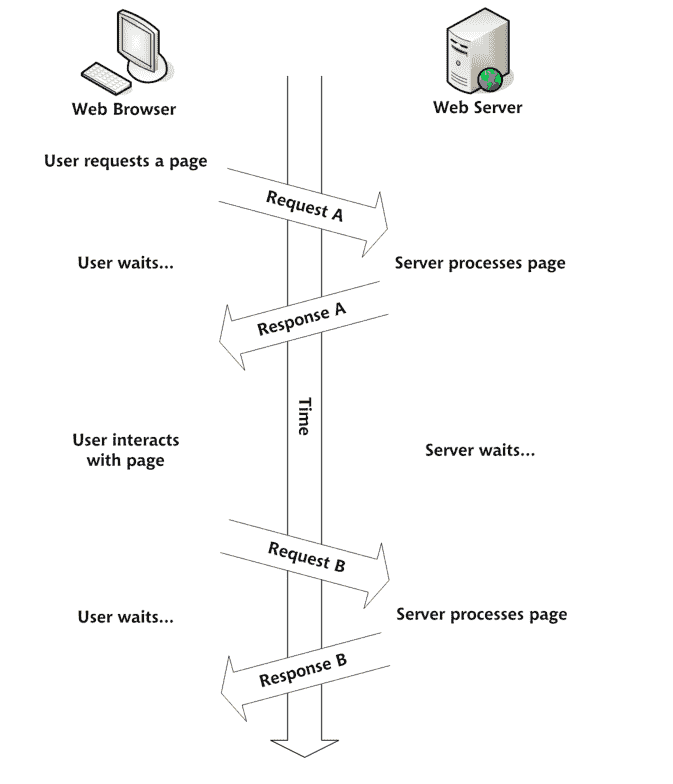 Web Browser
Web Server
User requests a page
Request A
User waits...
Server processes page
Response A
Time
User interacts
with page
Server waits...
Request B
User waits...
Server processes page
Response B